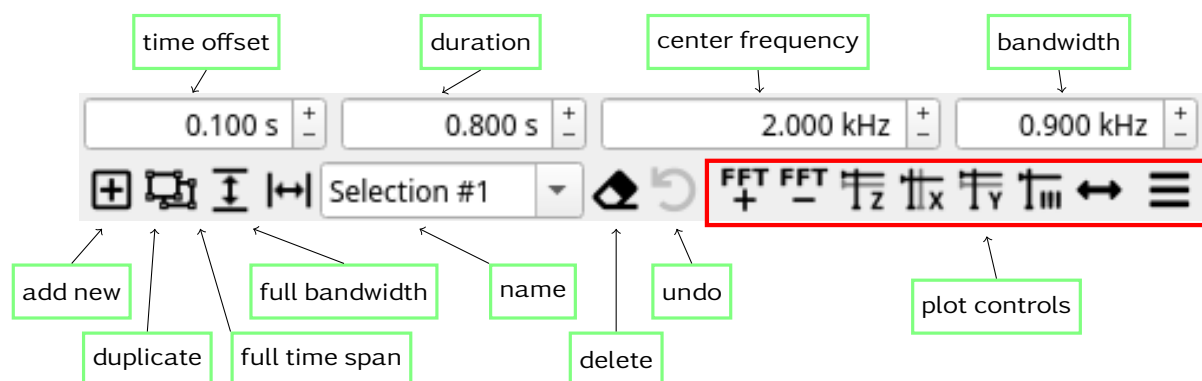 time offset
duration
center frequency
bandwidth
0.100 s + −
0.800 s + −
2.000 kHz + −
0.900 kHz + −
Selection #1
FFT + FFT − Z X Y
add new
full bandwidth
name
undo
plot controls
duplicate
full time span
delete